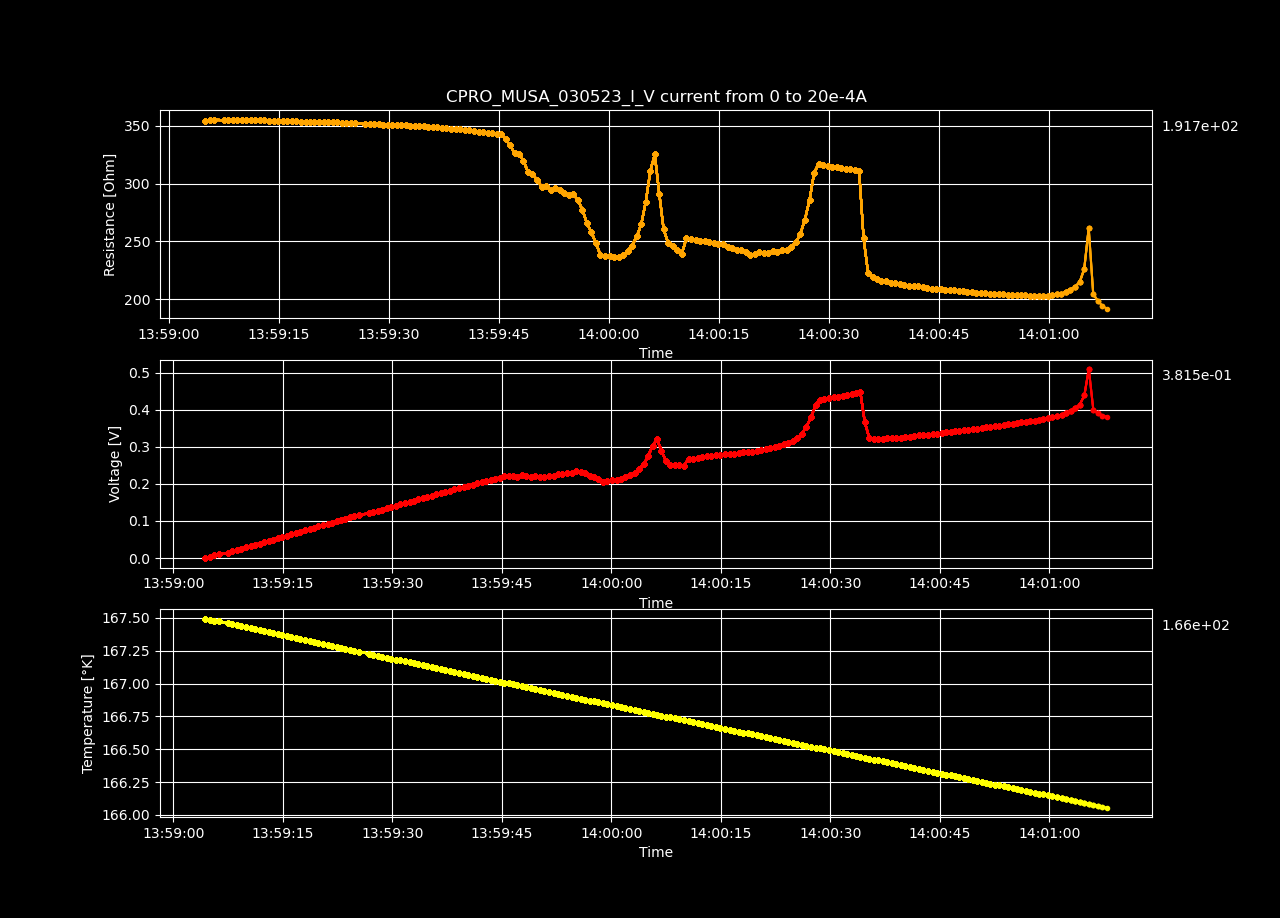 CPRO_MUSA_030523_I_V current from 0 to 20e-4A
350
300
250
200
Resistance [Ohm]
1.917e+02
13:59:00 13:59:15 13:59:30 13:59:45 14:00:00 14:00:15 14:00:30 14:00:45 14:01:00
Time
0.5
0.4
0.3
0.2
0.1
0.0
Voltage [V]
3.815e-01
13:59:00 13:59:15 13:59:30 13:59:45 14:00:00 14:00:15 14:00:30 14:00:45 14:01:00
Time
167.50
167.25
167.00
166.75
166.50
166.25
166.00
Temperature [°K]
1.66e+02
13:59:00 13:59:15 13:59:30 13:59:45 14:00:00 14:00:15 14:00:30 14:00:45 14:01:00
Time